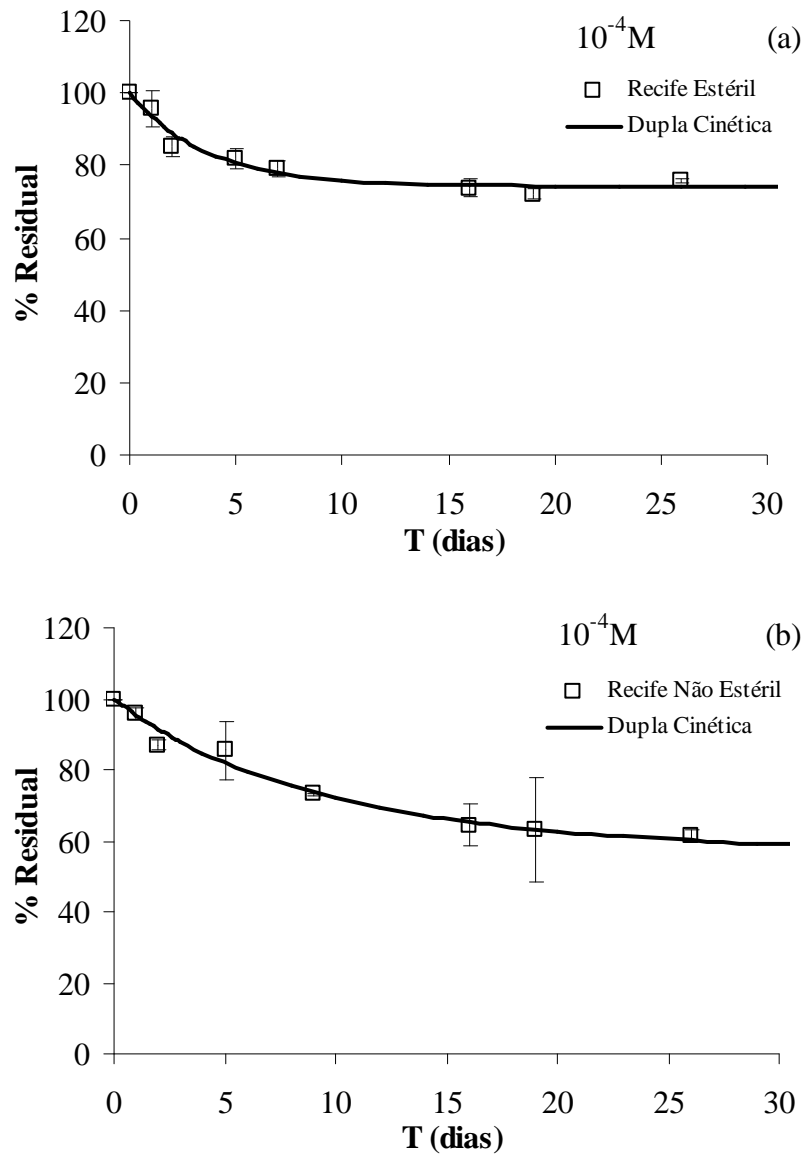 120
10⁻⁴M
(a)
100
Recife Estéril
Dupla Cinética
80
60
40
20
0
% Residual
0 5 10 15 20 25 30
T (dias)
120
10⁻⁴M
(b)
100
Recife Não Estéril
Dupla Cinética
80
60
40
20
0
% Residual
0 5 10 15 20 25 30
T (dias)